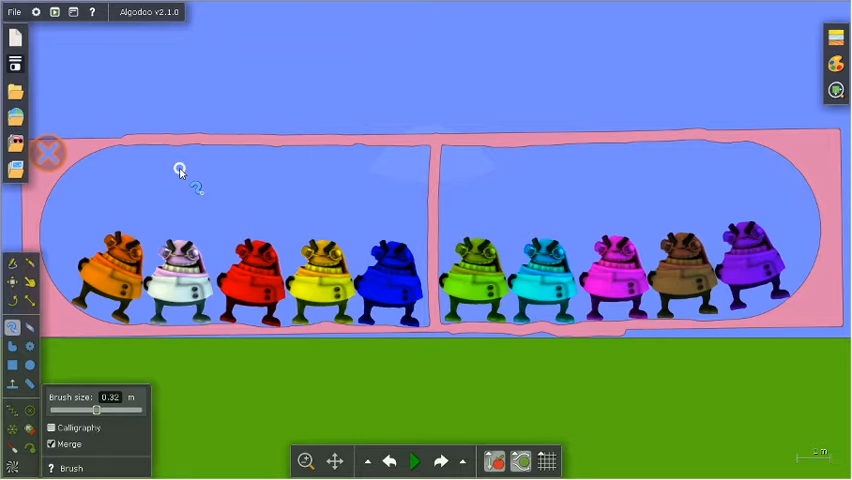 File ? Algodoo v2.1.0
Brush size: 0.32 m
Calligraphy
Merge
? Brush